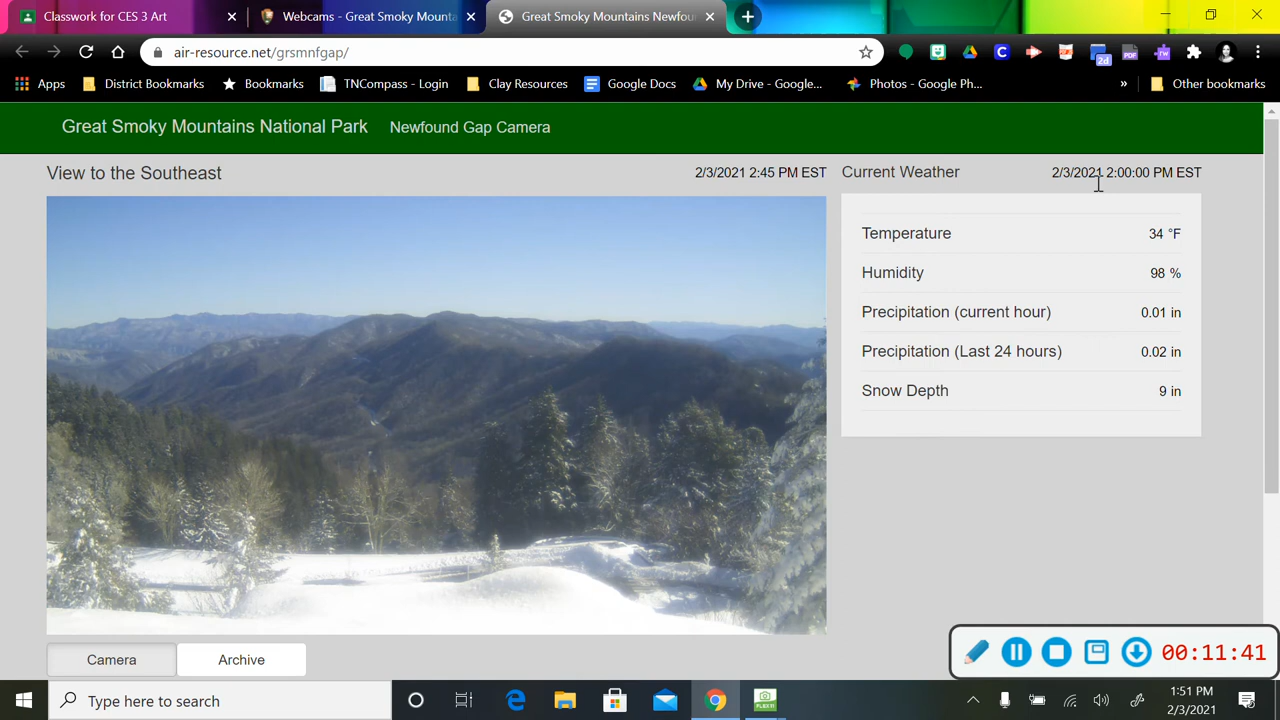 Classwork for CES 3 Art
Webcams - Great Smoky Mounta
Great Smoky Mountains Newfou
air-resource.net/grsmnfgap/
2d
PDF
Apps
District Bookmarks
Bookmarks
TNCompass - Login
Clay Resources
Google Docs
My Drive - Google...
Photos - Google Ph...
»
Other bookmarks
Great Smoky Mountains National Park Newfound Gap Camera
View to the Southeast 2/3/2021 2:45 PM EST
Current Weather 2/3/2021 2:00:00 PM EST
Temperature 34 °F
Humidity 98 %
Precipitation (current hour) 0.01 in
Precipitation (Last 24 hours) 0.02 in
Snow Depth 9 in
Camera Archive
00:11:41
Type here to search
1:51 PM
2/3/2021